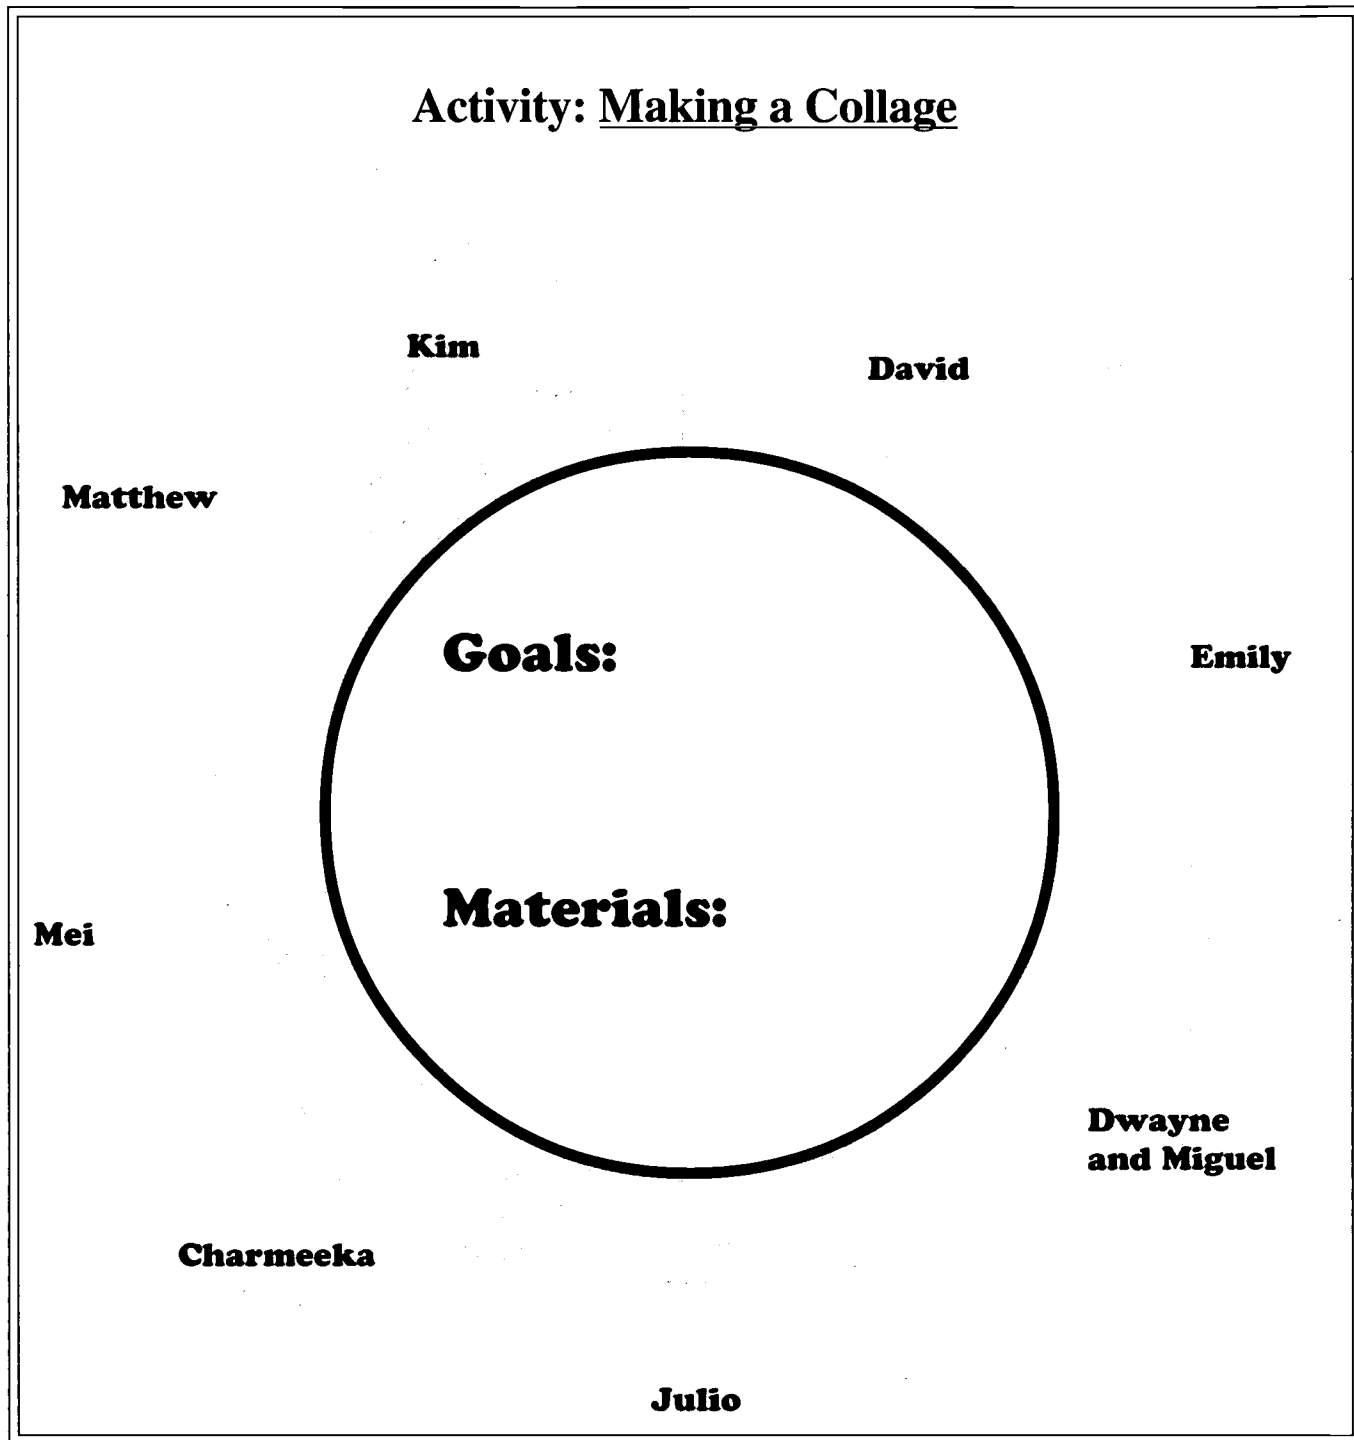 Activity: Making a Collage
Kim
David
Matthew
Goals:
Emily
Materials:
Mei
Dwayne
and Miguel
Charmeeka
Julio